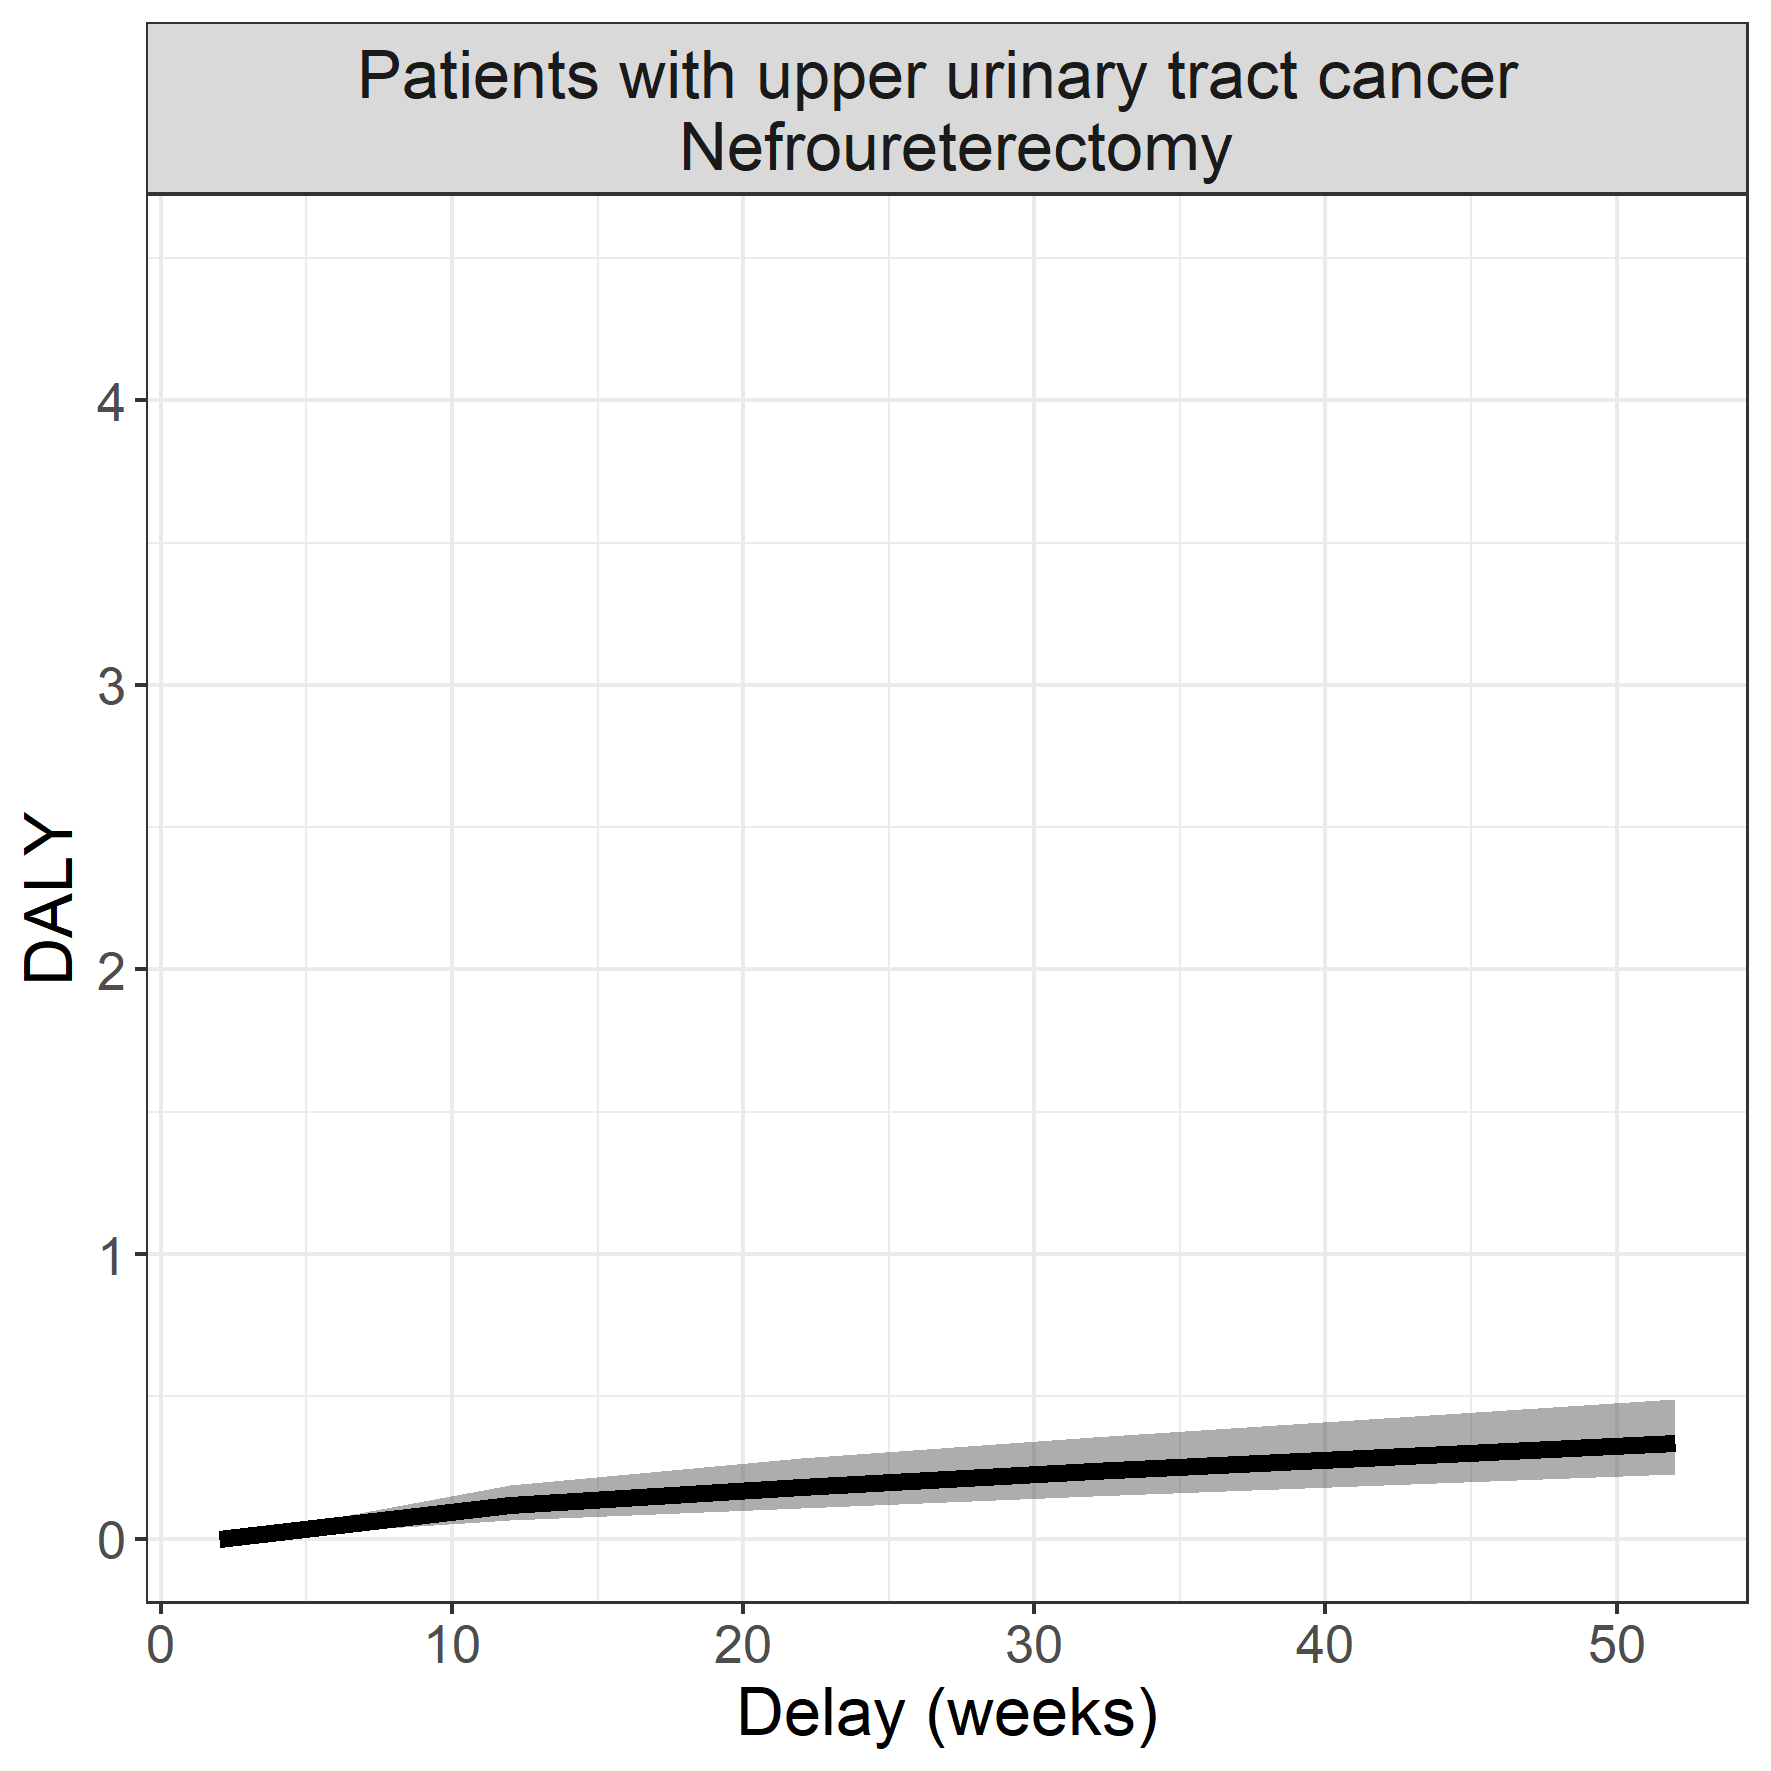 Patients with upper urinary tract cancer
Nefroureterectomy
DALY
4
3
2
1
0
0 10 20 30 40 50
Delay (weeks)